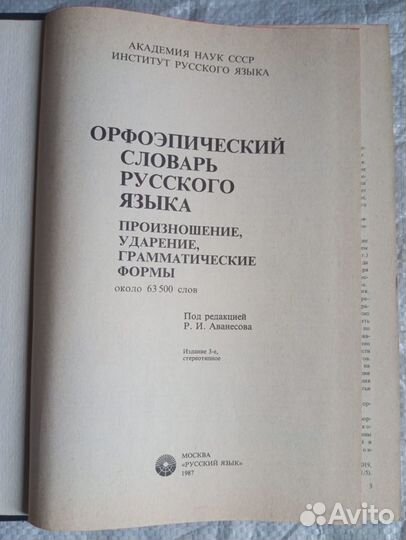 АКАДЕМИЯ НАУК СССР
ИНСТИТУТ РУССКОГО ЯЗЫКА
ОРФОЭПИЧЕСКИЙ
СЛОВАРЬ
РУССКОГО
ЯЗЫКА
ПРОИЗНОШЕНИЕ,
УДАРЕНИЕ,
ГРАММАТИЧЕСКИЕ
ФОРМЫ
около 63 500 слов
Под редакцией
Р. И. Аванесова
Издание 3-е,
стереотипное
МОСКВА
«РУССКИЙ ЯЗЫК»
1987
3
Avito